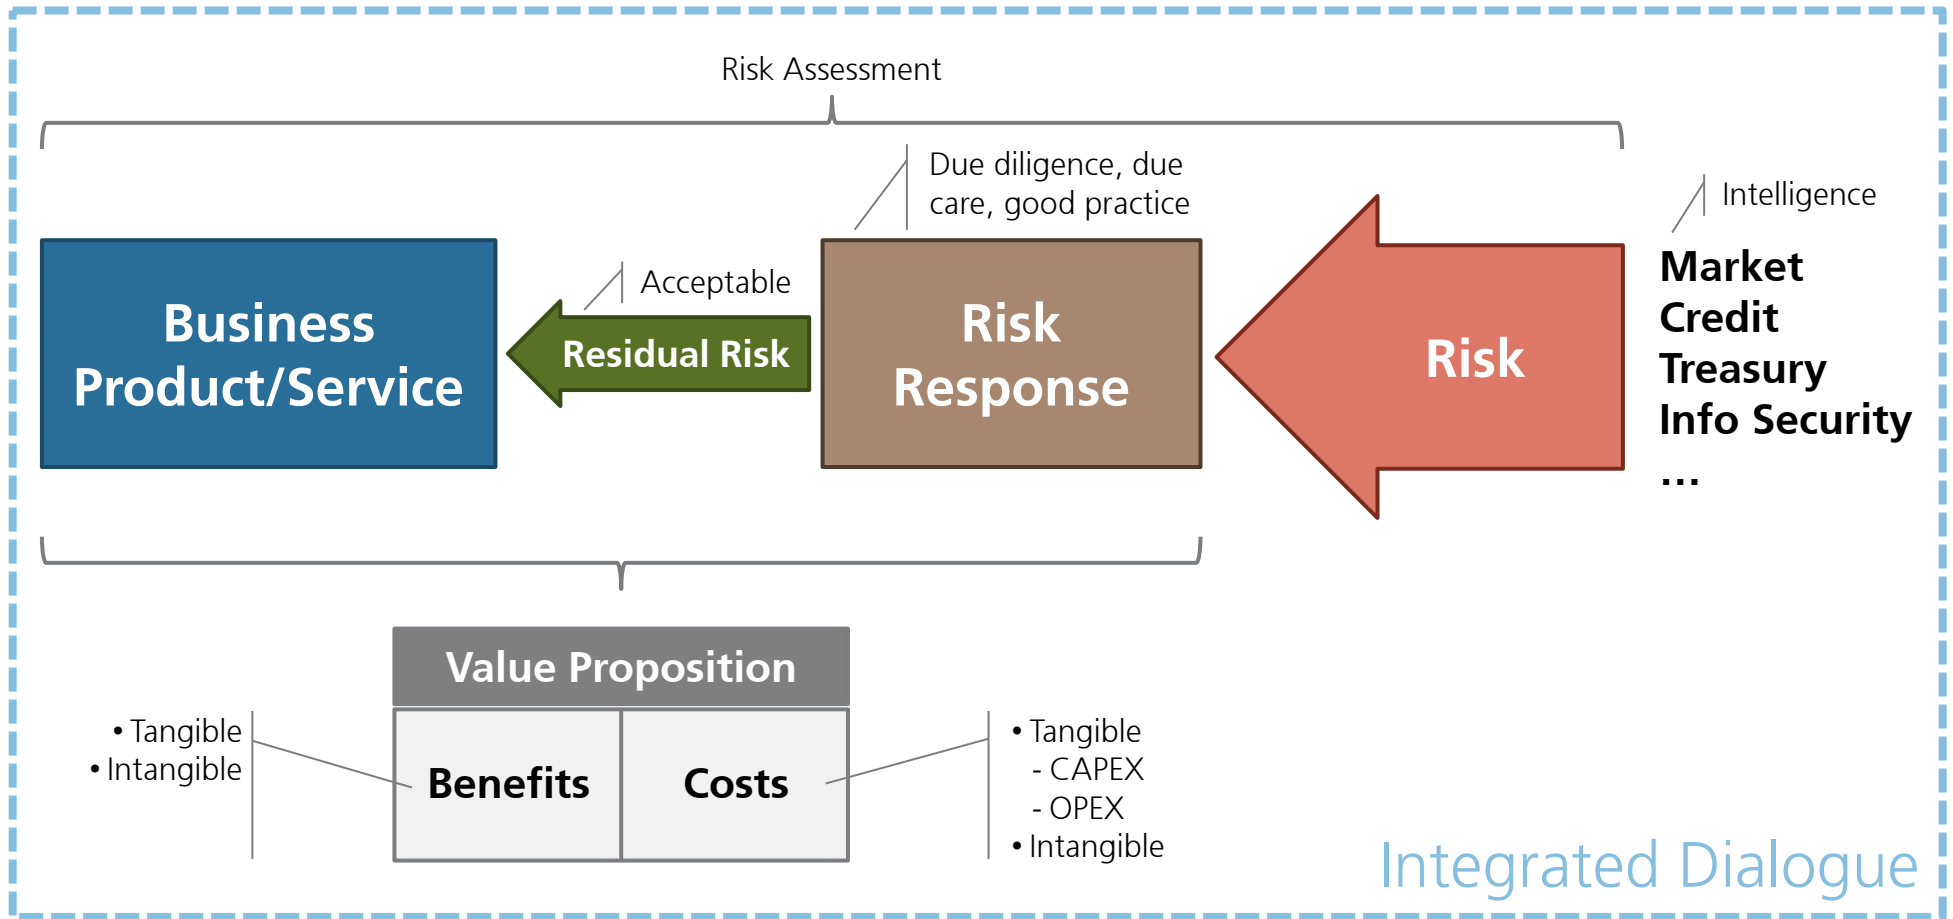 Risk Assessment
Due diligence, due
care, good practice
Intelligence
Market
Credit
Treasury
Info Security
...
Acceptable
Business
Product/Service
Residual Risk
Risk
Response
Risk
Value Proposition
• Tangible
• Intangible
Benefits
Costs
• Tangible
- CAPEX
- OPEX
• Intangible
Integrated Dialogue